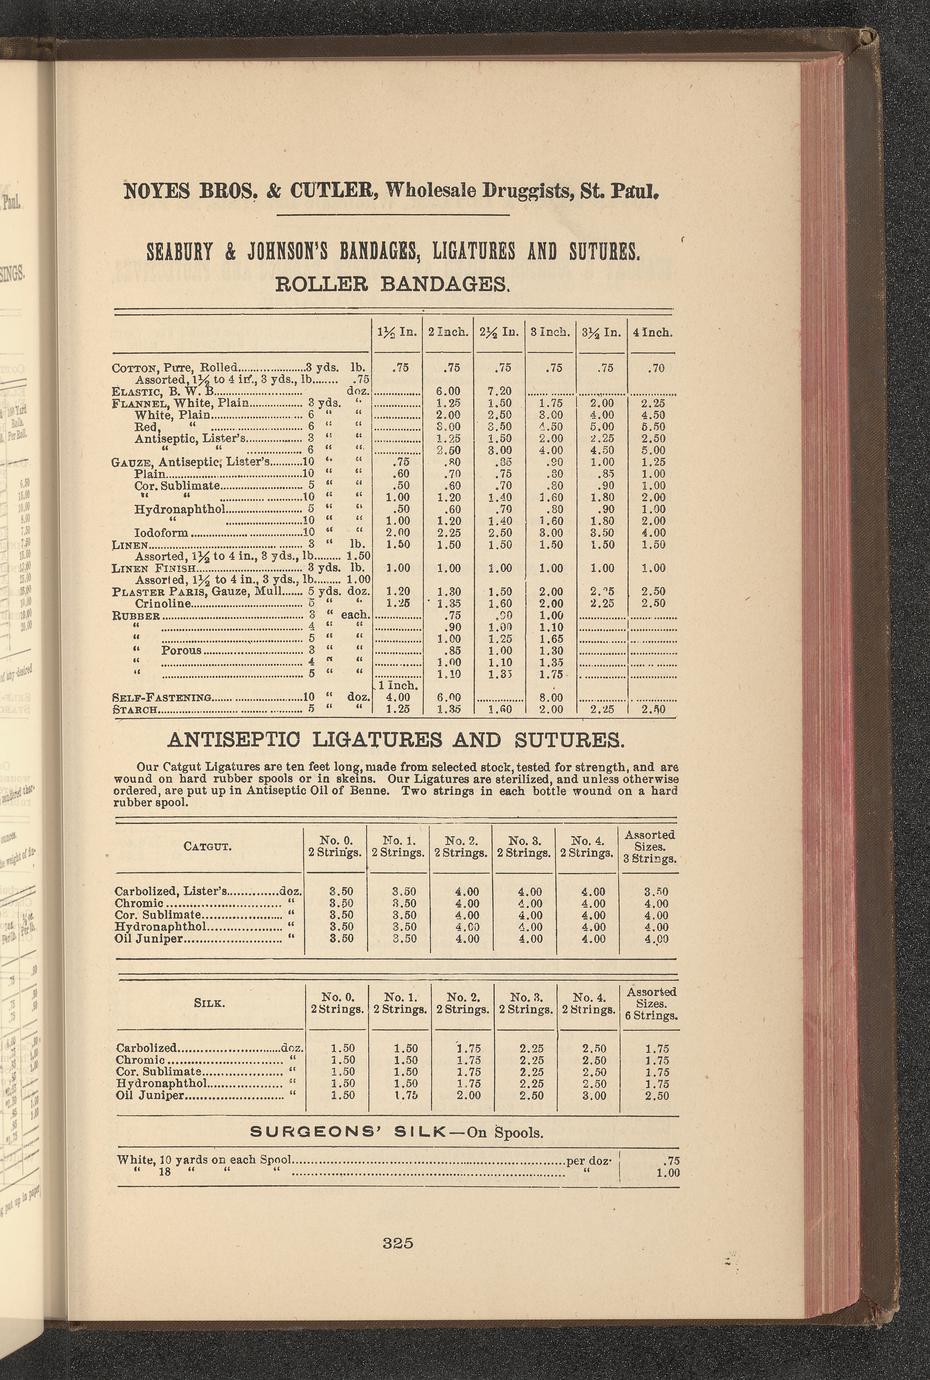 NOYES BROS. & CUTLER, Wholesale Druggists, St. Paul.
SEABURY & JOHNSON'S BANDAGES, LIGATURES AND SUTURES.
ROLLER BANDAGES.
1½ In. 2 Inch. 2½ In. 3 Inch. 3½ In. 4 Inch.
COTTON, Pure, Rolled.....................3 yds. lb. .75 .75 .75 .75 .75 .70
Assorted, 1½ to 4 in., 3 yds., lb........ .75
ELASTIC, B. W. B........................ doz. ............ 6.00 7.20 ............ ............ ............
FLANNEL, White, Plain................ 3 yds. “ ............ 1.25 1.50 1.75 2.00 2.25
White, Plain............................ 6 “ “ ............ 2.00 2.50 3.00 4.00 4.50
Red, “ ............................ 6 “ “ ............ 3.00 3.50 4.50 5.00 5.50
Antiseptic, Lister's................. 3 “ “ ............ 1.25 1.50 2.00 2.25 2.50
“ “ ................. 6 “ “ ............ 2.50 3.00 4.00 4.50 5.00
GAUZE, Antiseptic, Lister's..........10 “ “ .75 .80 .85 .90 1.00 1.25
Plain........................................10 “ “ .60 .70 .75 .80 .85 1.00
Cor. Sublimate......................... 5 “ “ .50 .60 .70 .80 .90 1.00
“ “ .........................10 “ “ 1.00 1.20 1.40 1.60 1.80 2.00
Hydronaphthol....................... 5 “ “ .50 .60 .70 .80 .90 1.00
“ .......................10 “ “ 1.00 1.20 1.40 1.60 1.80 2.00
Iodoform..................................10 “ “ 2.00 2.25 2.50 3.00 3.50 4.00
LINEN............................................ 3 “ lb. 1.50 1.50 1.50 1.50 1.50 1.50
Assorted, 1½ to 4 in., 3 yds., lb......... 1.50
LINEN FINISH............................... 3 yds. lb. 1.00 1.00 1.00 1.00 1.00 1.00
Assorted, 1½ to 4 in., 3 yds., lb......... 1.00
PLASTER PARIS, Gauze, Mull...... 5 yds. doz. 1.20 1.30 1.50 2.00 2.25 2.50
Crinoline.................................. 5 “ “ 1.25 1.35 1.60 2.00 2.25 2.50
RUBBER........................................ 3 “ each. ............ .75 .90 1.00
“ ........................................ 4 “ “ ............ .90 1.00 1.10 ............ ............
“ ........................................ 5 “ “ ............ 1.00 1.25 1.65 ............ ............
“ Porous............................ 3 “ “ ............ .85 1.00 1.30 ............ ............
“ ........................................ 4 “ “ ............ 1.00 1.10 1.35 ............ ............
“ ........................................ 5 “ “ ............ 1.10 1.35 1.75 ............ ............
1 Inch.
SELF-FASTENING..........................10 “ doz. 4.00 6.00 ............ 8.00 ............ ............
STARCH......................................... 5 “ “ 1.25 1.35 1.60 2.00 2.25 2.50
ANTISEPTIC LIGATURES AND SUTURES.
Our Catgut Ligatures are ten feet long, made from selected stock, tested for strength, and are
wound on hard rubber spools or in skeins. Our Ligatures are sterilized, and unless otherwise
ordered, are put up in Antiseptic Oil of Benne. Two strings in each bottle wound on a hard
rubber spool.
CATGUT. No. 0. 2 Strings. No. 1. 2 Strings. No. 2. 2 Strings. No. 3. 2 Strings. No. 4. 2 Strings. Assorted Sizes. 3 Strings.
Carbolized, Lister's..............doz. 3.50 3.50 4.00 4.00 4.00 3.50
Chromic................................ “ 3.50 3.50 4.00 4.00 4.00 4.00
Cor. Sublimate....................... “ 3.50 3.50 4.00 4.00 4.00 4.00
Hydronaphthol...................... “ 3.50 3.50 4.00 4.00 4.00 4.00
Oil Juniper............................ “ 3.50 3.50 4.00 4.00 4.00 4.00
SILK. No. 0. 2 Strings. No. 1. 2 Strings. No. 2. 2 Strings. No. 3. 2 Strings. No. 4. 2 Strings. Assorted Sizes. 6 Strings.
Carbolized............................doz. 1.50 1.50 1.75 2.25 2.50 1.75
Chromic................................ “ 1.50 1.50 1.75 2.25 2.50 1.75
Cor. Sublimate....................... “ 1.50 1.50 1.75 2.25 2.50 1.75
Hydronaphthol...................... “ 1.50 1.50 1.75 2.25 2.50 1.75
Oil Juniper............................ “ 1.50 1.75 2.00 2.50 3.00 2.50
SURGEONS' SILK—On Spools.
White, 10 yards on each Spool..................................................per doz. .75
“ 18 “ “ “ .................................................. “ 1.00
325